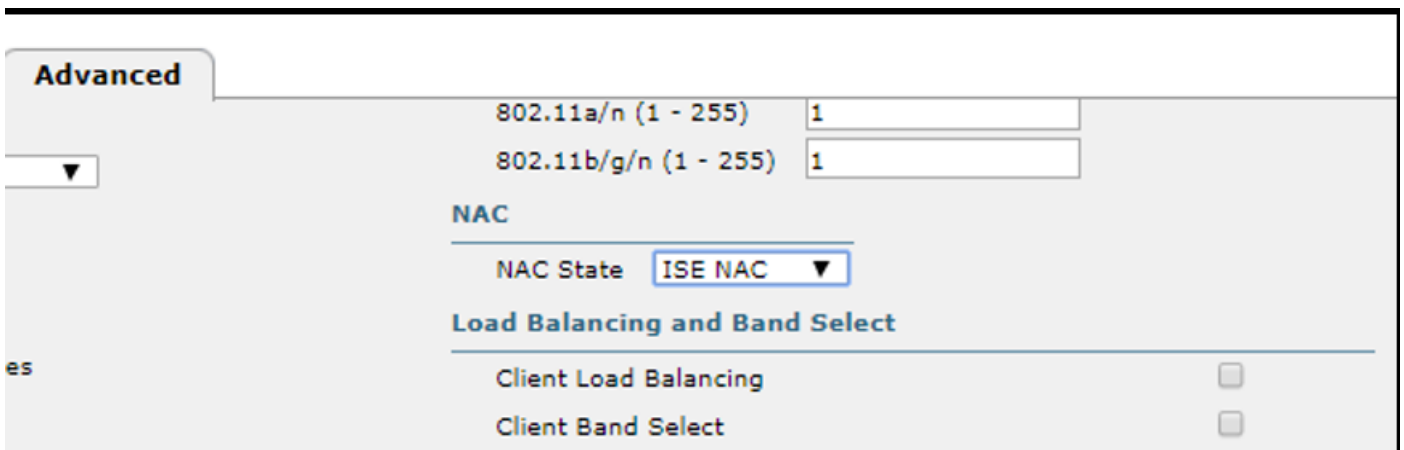 Advanced
802.11a/n (1 - 255) 1
802.11b/g/n (1 - 255) 1
NAC
NAC State ISE NAC
Load Balancing and Band Select
es
Client Load Balancing
Client Band Select